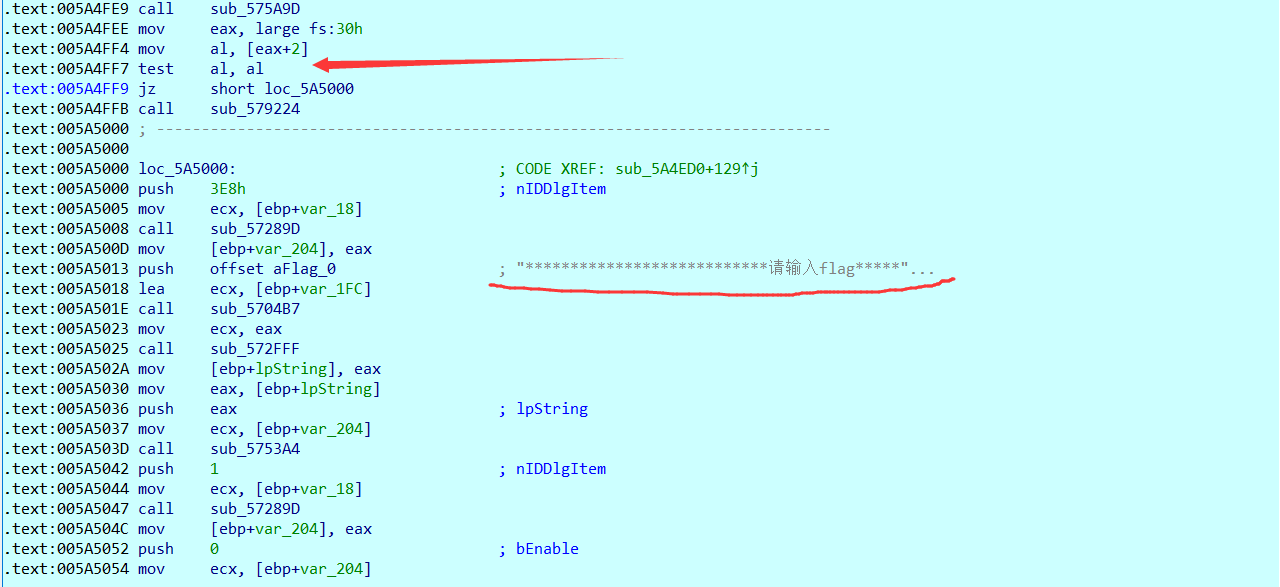 .text:005A4FE9 call sub_575A9D
.text:005A4FEE mov eax, large fs:30h
.text:005A4FF4 mov al, [eax+2]
.text:005A4FF7 test al, al
.text:005A4FF9 jz short loc_5A5000
.text:005A4FFB call sub_579224
.text:005A5000 ; ---------------------------------------------------------------------------
.text:005A5000
.text:005A5000 loc_5A5000: ; CODE XREF: sub_5A4ED0+129↑j
.text:005A5000 push 3E8h ; nIDDlgItem
.text:005A5005 mov ecx, [ebp+var_18]
.text:005A5008 call sub_57289D
.text:005A500D mov [ebp+var_204], eax
.text:005A5013 push offset aFlag_0 ; "***************************请输入flag*****"...
.text:005A5018 lea ecx, [ebp+var_1FC]
.text:005A501E call sub_5704B7
.text:005A5023 mov ecx, eax
.text:005A5025 call sub_572FFF
.text:005A502A mov [ebp+lpString], eax
.text:005A5030 mov eax, [ebp+lpString]
.text:005A5036 push eax ; lpString
.text:005A5037 mov ecx, [ebp+var_204]
.text:005A503D call sub_5753A4
.text:005A5042 push 1 ; nIDDlgItem
.text:005A5044 mov ecx, [ebp+var_18]
.text:005A5047 call sub_57289D
.text:005A504C mov [ebp+var_204], eax
.text:005A5052 push 0 ; bEnable
.text:005A5054 mov ecx, [ebp+var_204]